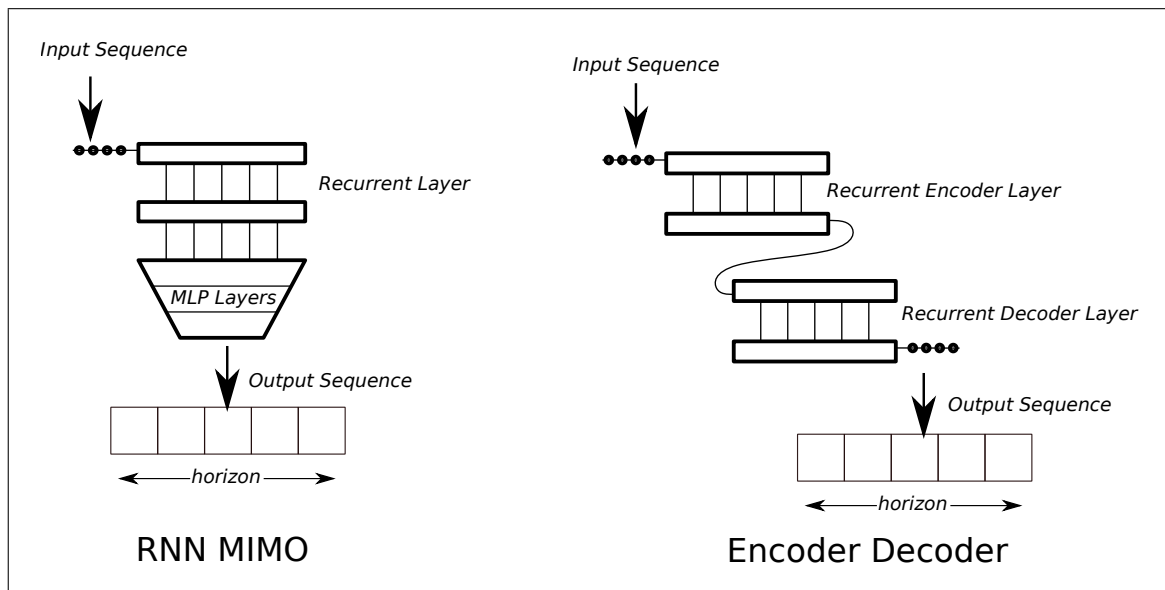 Input Sequence
Recurrent Layer
MLP Layers
Output Sequence
horizon
RNN MIMO
Input Sequence
Recurrent Encoder Layer
Recurrent Decoder Layer
Output Sequence
horizon
Encoder Decoder